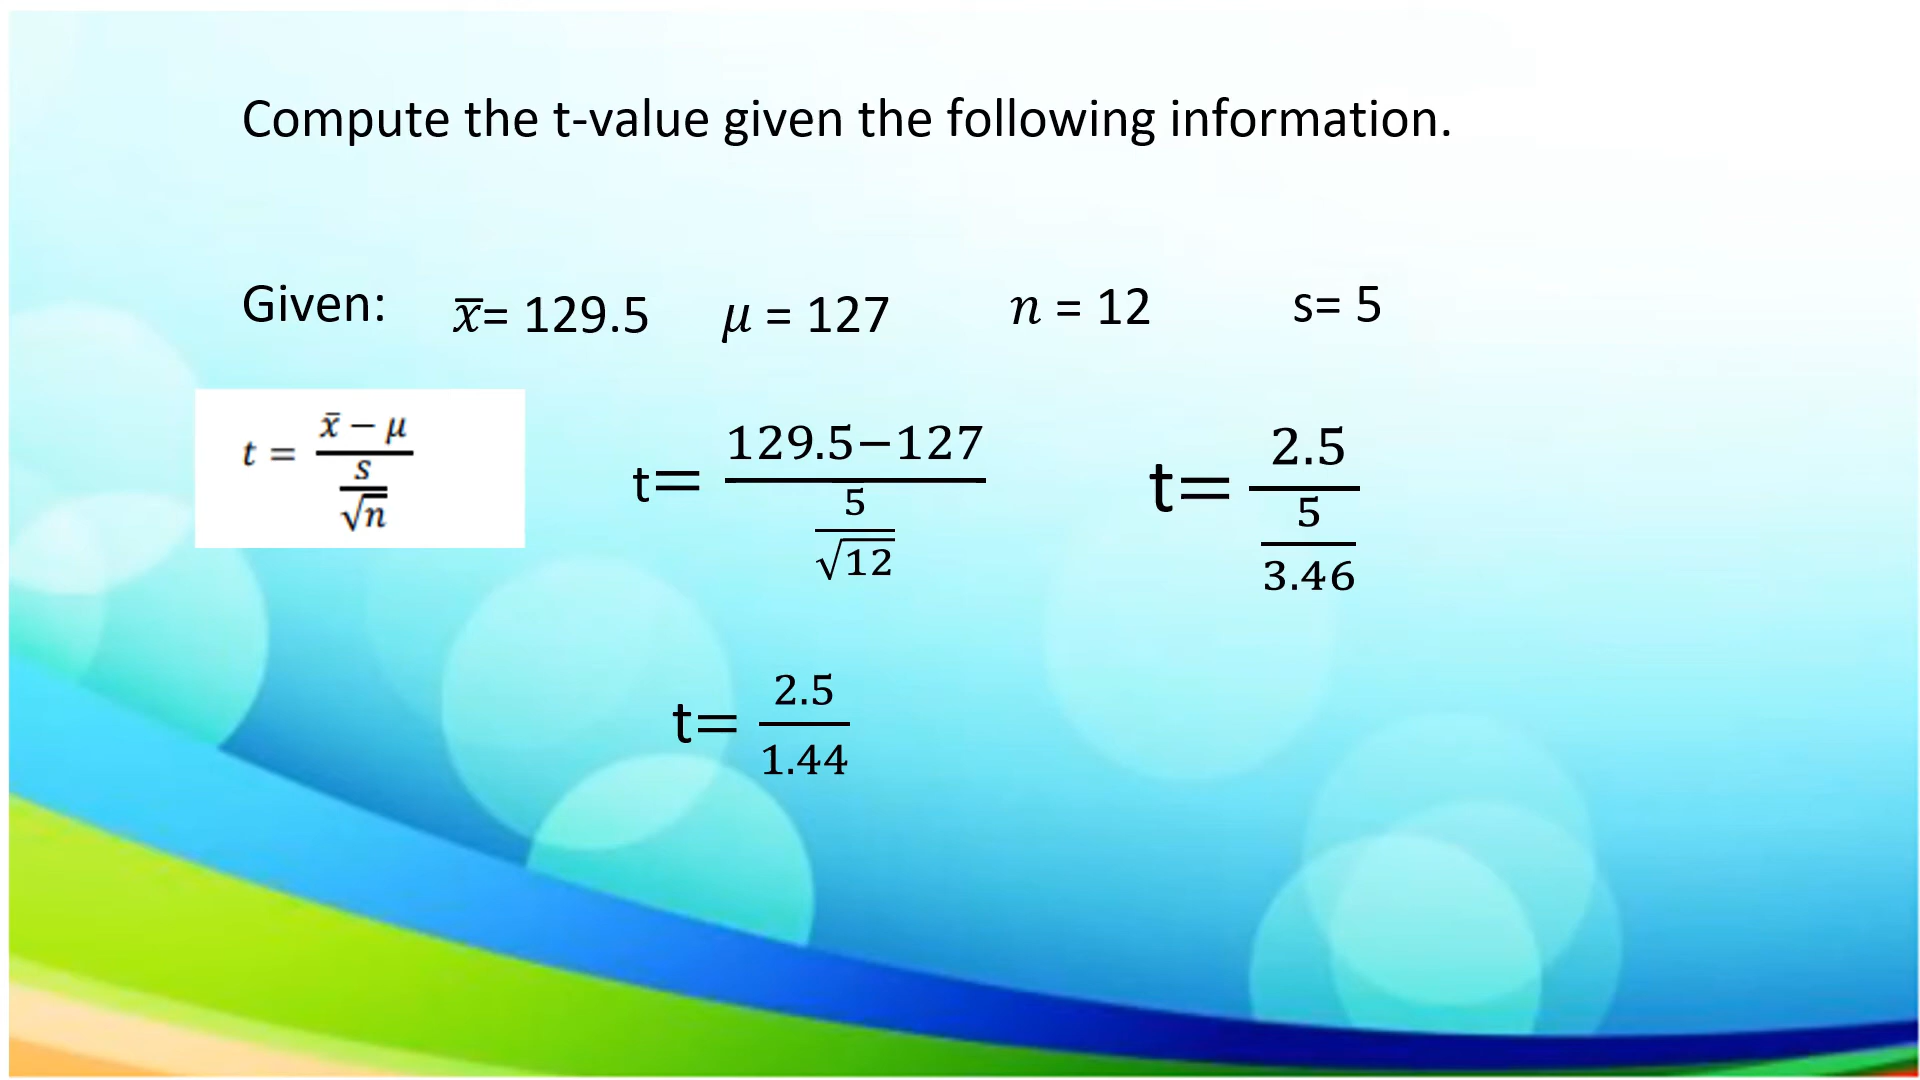 Compute the t-value given the following information.
Given: x̅= 129.5 𝜇 = 127 𝑛 = 12 s= 5
t = (x̄ − μ) / (s / √n)
t= (129.5−127) / (5 / √12)
t= 2.5 / (5 / 3.46)
t= 2.5 / 1.44